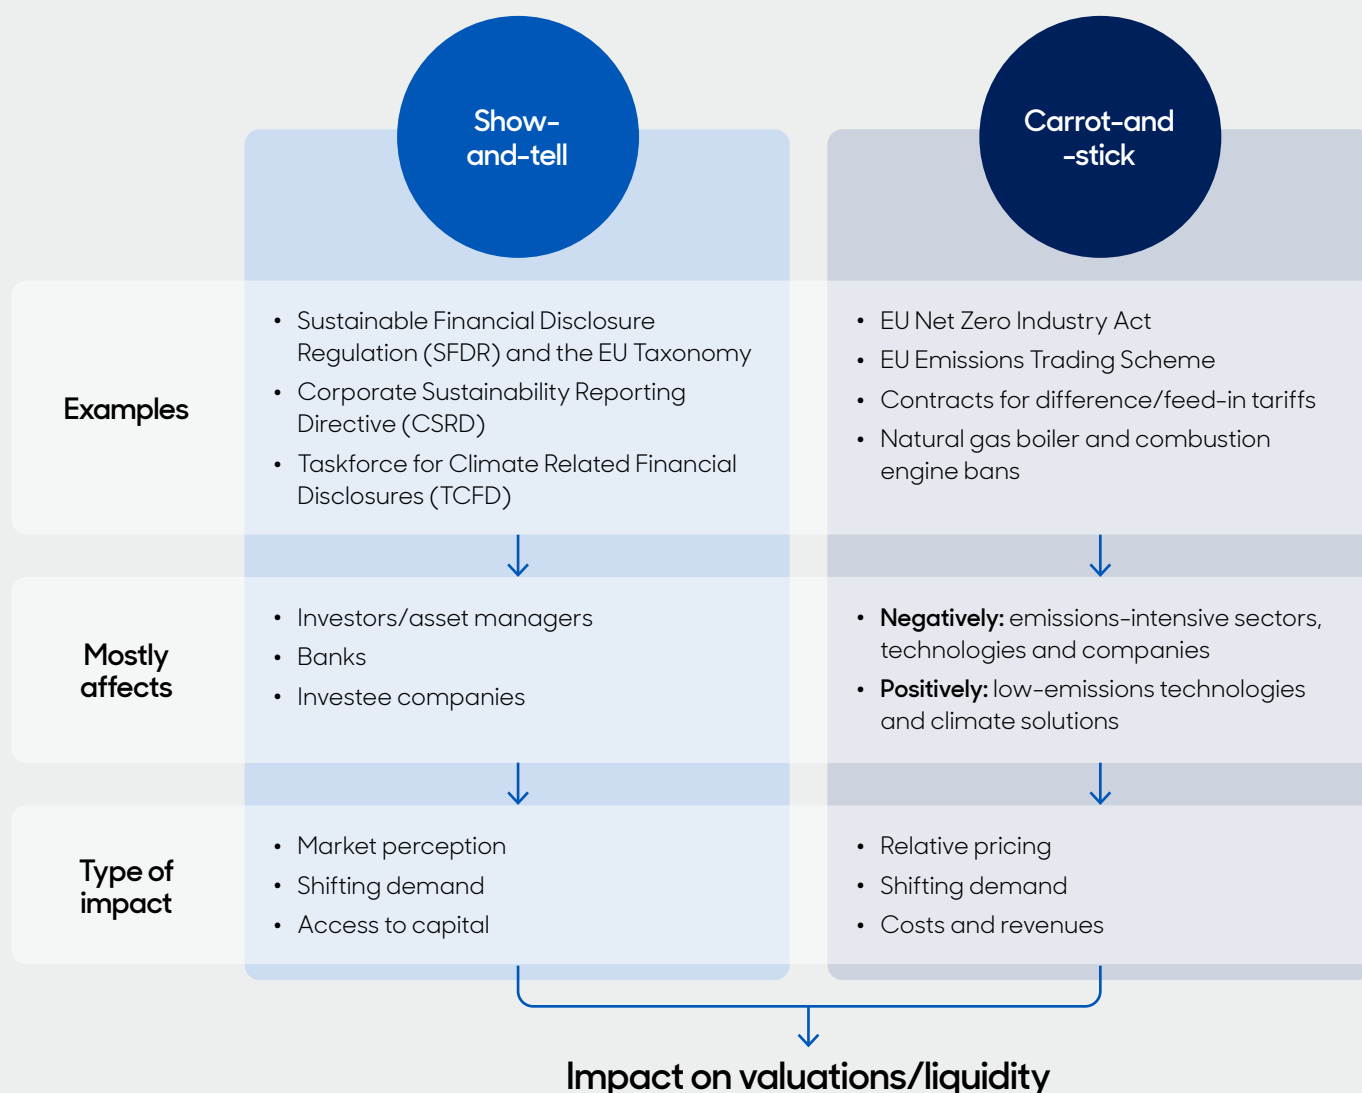 Show-
and-tell
Carrot-and
-stick
Examples
• Sustainable Financial Disclosure
Regulation (SFDR) and the EU Taxonomy
• Corporate Sustainability Reporting
Directive (CSRD)
• Taskforce for Climate Related Financial
Disclosures (TCFD)
• EU Net Zero Industry Act
• EU Emissions Trading Scheme
• Contracts for difference/feed-in tariffs
• Natural gas boiler and combustion
engine bans
Mostly
affects
• Investors/asset managers
• Banks
• Investee companies
• Negatively: emissions-intensive sectors,
technologies and companies
• Positively: low-emissions technologies
and climate solutions
Type of
impact
• Market perception
• Shifting demand
• Access to capital
• Relative pricing
• Shifting demand
• Costs and revenues
Impact on valuations/liquidity